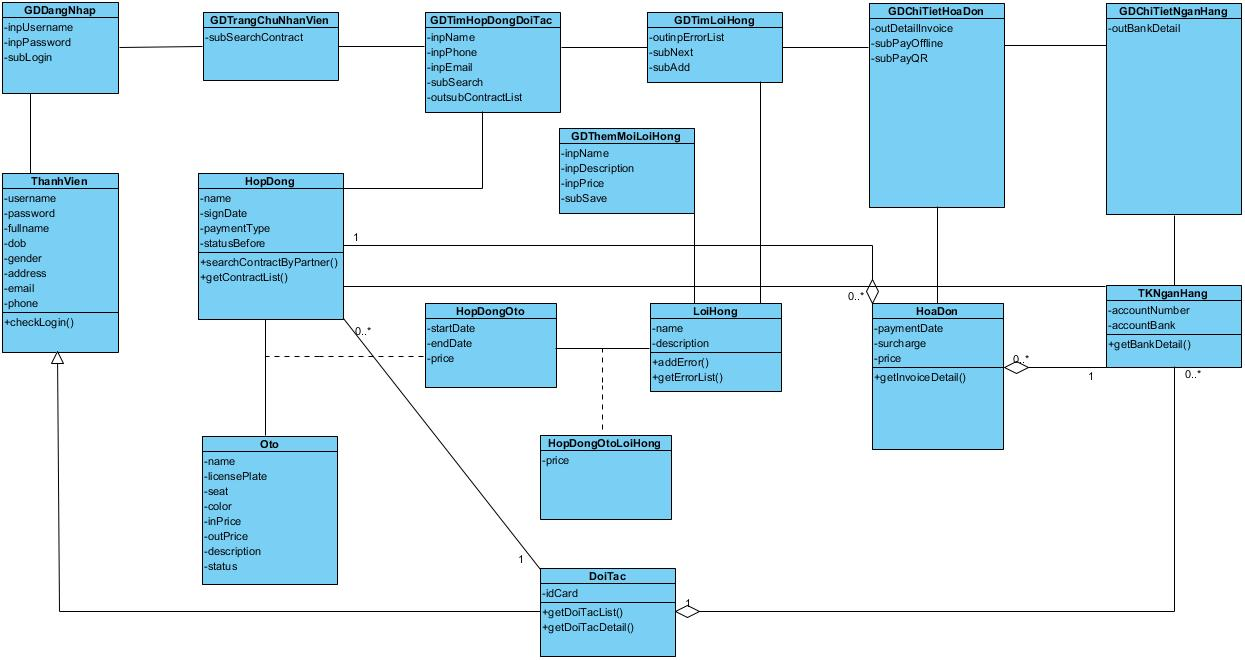 GDDangNhap
-inpUsername
-inpPassword
-subLogin
GDTrangChuNhanVien
-subSearchContract
GDTimHopDongDoiTac
-inpName
-inpPhone
-inpEmail
-subSearch
-outsubContractList
GDTimLoiHong
-outinpErrorList
-subNext
-subAdd
GDChiTietHoaDon
-outDetailInvoice
-subPayOffline
-subPayQR
GDChiTietNganHang
-outBankDetail
GDThemMoiLoiHong
-inpName
-inpDescription
-inpPrice
-subSave
ThanhVien
-username
-password
-fullname
-dob
-gender
-address
-email
-phone
+checkLogin()
HopDong
-name
-signDate
-paymentType
-statusBefore
+searchContractByPartner()
+getContractList()
1
0..*
HopDongOto
-startDate
-endDate
-price
LoiHong
-name
-description
+addError()
+getErrorList()
HoaDon
-paymentDate
-surcharge
-price
+getInvoiceDetail()
TKNganHang
-accountNumber
-accountBank
+getBankDetail()
0..*
0..*
1
0..*
Oto
-name
-licensePlate
-seat
-color
-inPrice
-outPrice
-description
-status
HopDongOtoLoiHong
-price
1
DoiTac
-idCard
+getDoiTacList()
+getDoiTacDetail()
1